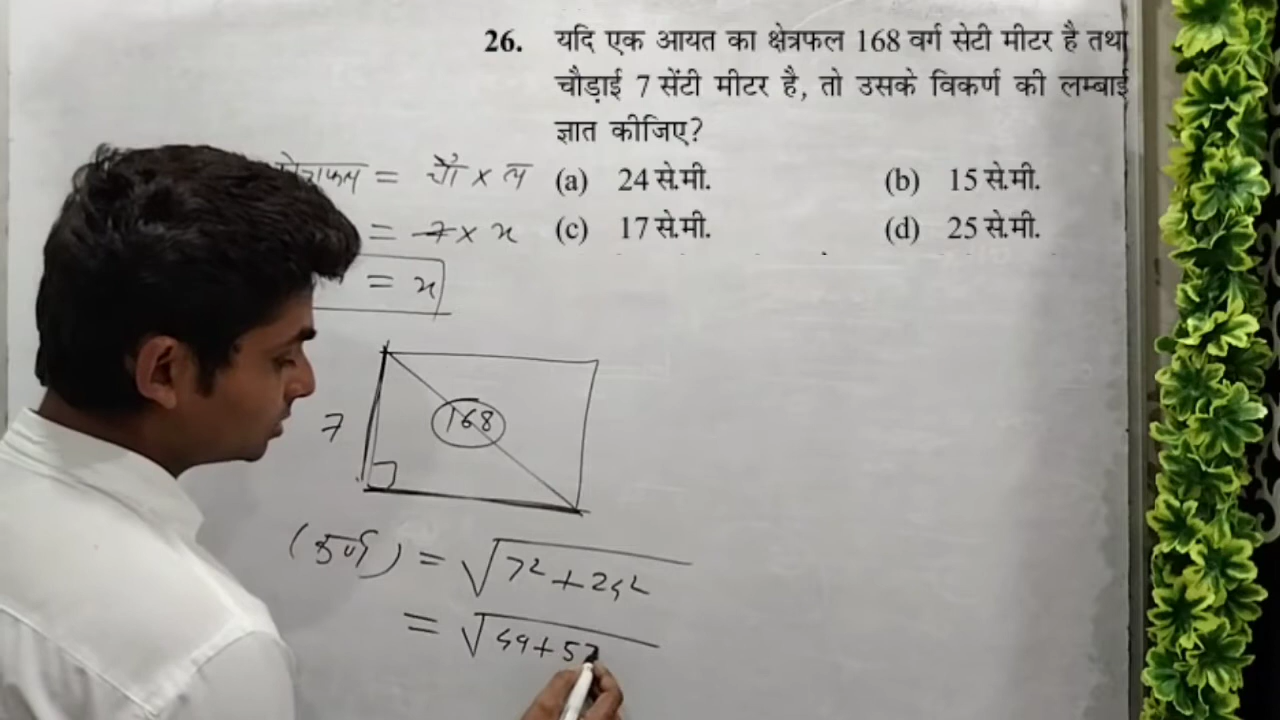 26. यदि एक आयत का क्षेत्रफल 168 वर्ग सेटी मीटर है तथा
चौड़ाई 7 सेंटी मीटर है, तो उसके विकर्ण की लम्बाई
ज्ञात कीजिए?
(a) 24 से.मी. (b) 15 से.मी.
(c) 17 से.मी. (d) 25 से.मी.
= चौ × ल
= 7 × x
= x
7
168
(कर्ण) = √7² + 24²
= √49 + 57